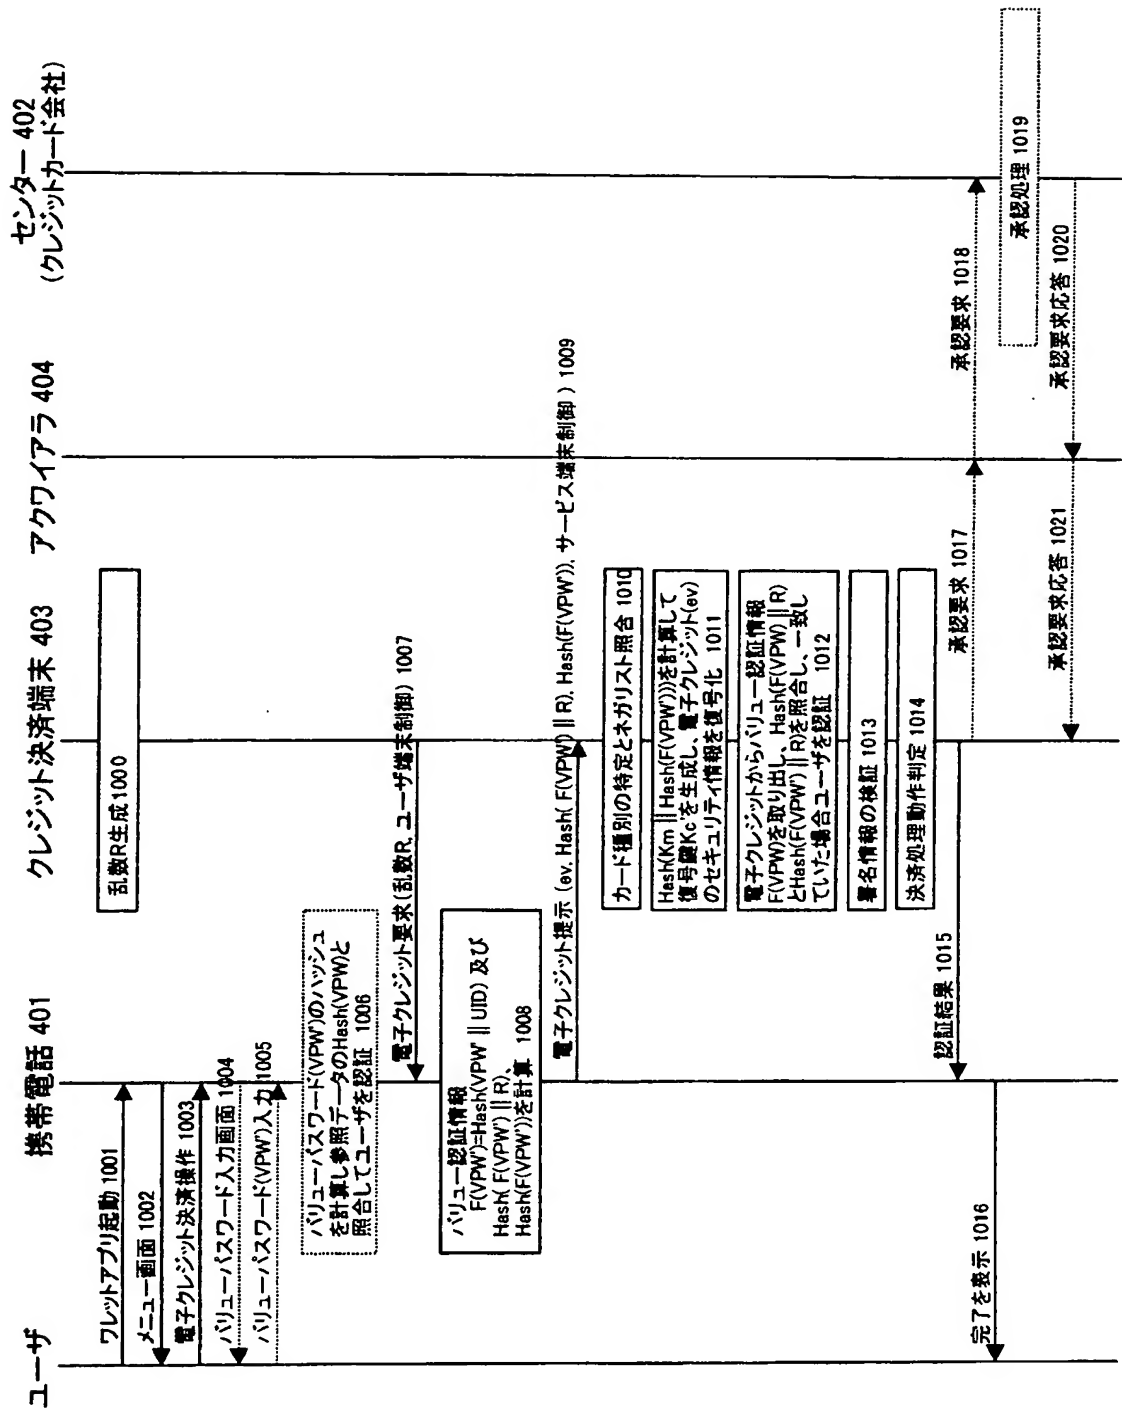 ユーザ
携帯電話 401
クレジット決済端末 403
アクワイアラ 404
センター 402
(クレジットカード会社)
乱数R生成 1000
ワレットアプリ起動 1001
メニュー画面 1002
電子クレジット決済操作 1003
バリューパスワード入力画面 1004
バリューパスワード(VPW')入力 1005
バリューパスワード(VPW')のハッシュ
を計算し参照データのHash(VPW)と
照合してユーザを認証 1006
電子クレジット要求(乱数R, ユーザ端末制御) 1007
バリュー認証情報
F(VPW')=Hash(VPW' || UID) 及び
Hash( F(VPW') || R)、
Hash(F(VPW'))を計算 1008
電子クレジット提示 (ev, Hash( F(VPW') || R), Hash(F(VPW')), サービス端末制御 ) 1009
カード種別の特定とネガリスト照合 1010
Hash(Km || Hash(F(VPW')))を計算して
復号鍵Kc'を生成し、電子クレジット(ev)
のセキュリティ情報を復号化 1011
電子クレジットからバリュー認証情報
F(VPW)を取り出し、Hash(F(VPW) || R)
とHash(F(VPW') || R)を照合し、一致し
ていた場合ユーザを認証 1012
署名情報の検証 1013
決済処理動作判定 1014
認証結果 1015
完了を表示 1016
承認要求 1017
承認要求 1018
承認処理 1019
承認要求応答 1020
承認要求応答 1021